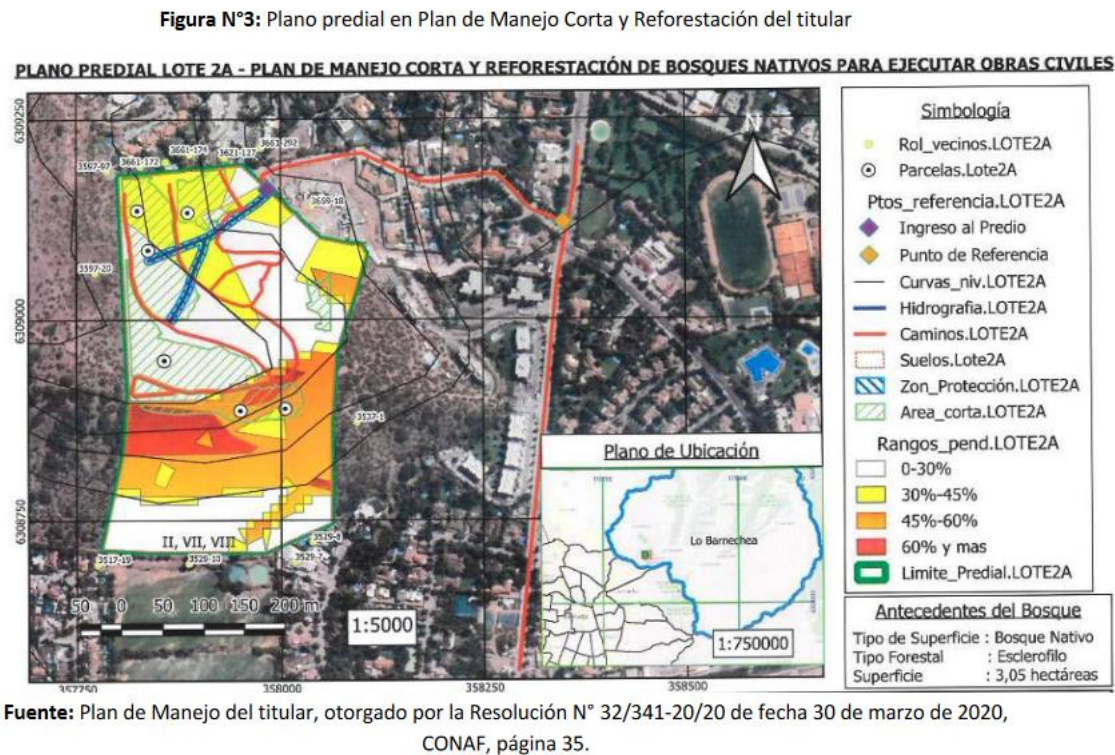 Figura N°3: Plano predial en Plan de Manejo Corta y Reforestación del titular
PLANO PREDIAL LOTE 2A - PLAN DE MANEJO CORTA Y REFORESTACIÓN DE BOSQUES NATIVOS PARA EJECUTAR OBRAS CIVILES
6309250
6309000
6308750
3597-97
3661-172
3661-174
3621-127
3661-292
3659-18
3597-20
3537-1
II, VII, VIII
3517-19
3529-10
3529-7
3529-8
50 0 50 100 150 200 m
1:5000
357750
358000
358250
358500
N
Plano de Ubicación
Lo Barnechea
1:750000
Simbología
Rol_vecinos.LOTE2A
Parcelas.Lote2A
Ptos_referencia.LOTE2A
Ingreso al Predio
Punto de Referencia
Curvas_niv.LOTE2A
Hidrografia.LOTE2A
Caminos.LOTE2A
Suelos.Lote2A
Zon_Protección.LOTE2A
Area_corta.LOTE2A
Rangos_pend.LOTE2A
0-30%
30%-45%
45%-60%
60% y mas
Limite_Predial.LOTE2A
Antecedentes del Bosque
Tipo de Superficie : Bosque Nativo
Tipo Forestal : Esclerofilo
Superficie : 3,05 hectáreas
Fuente: Plan de Manejo del titular, otorgado por la Resolución N° 32/341-20/20 de fecha 30 de marzo de 2020,
CONAF, página 35.